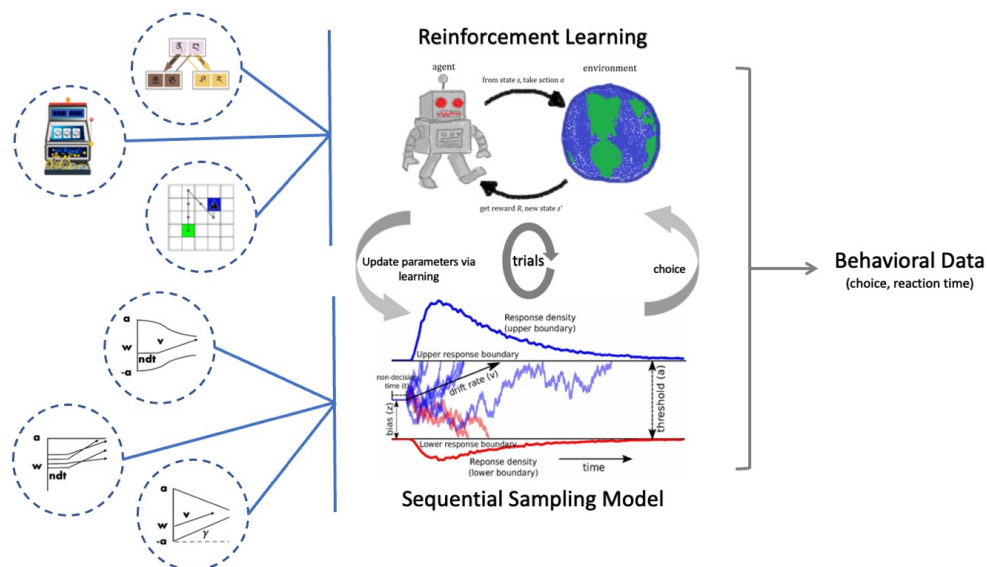 Reinforcement Learning
agent
environment
from state s, take action a
get reward R, new state s'
Update parameters via
learning
trials
choice
Behavioral Data
(choice, reaction time)
a
w
-a
v
ndt
a
w
ndt
a
w
-a
v
γ
Response density
(upper boundary)
Upper response boundary
non-decision
time (t)
drift rate (v)
bias (z)
threshold (a)
Lower response boundary
Reponse density
(lower boundary)
time
Sequential Sampling Model